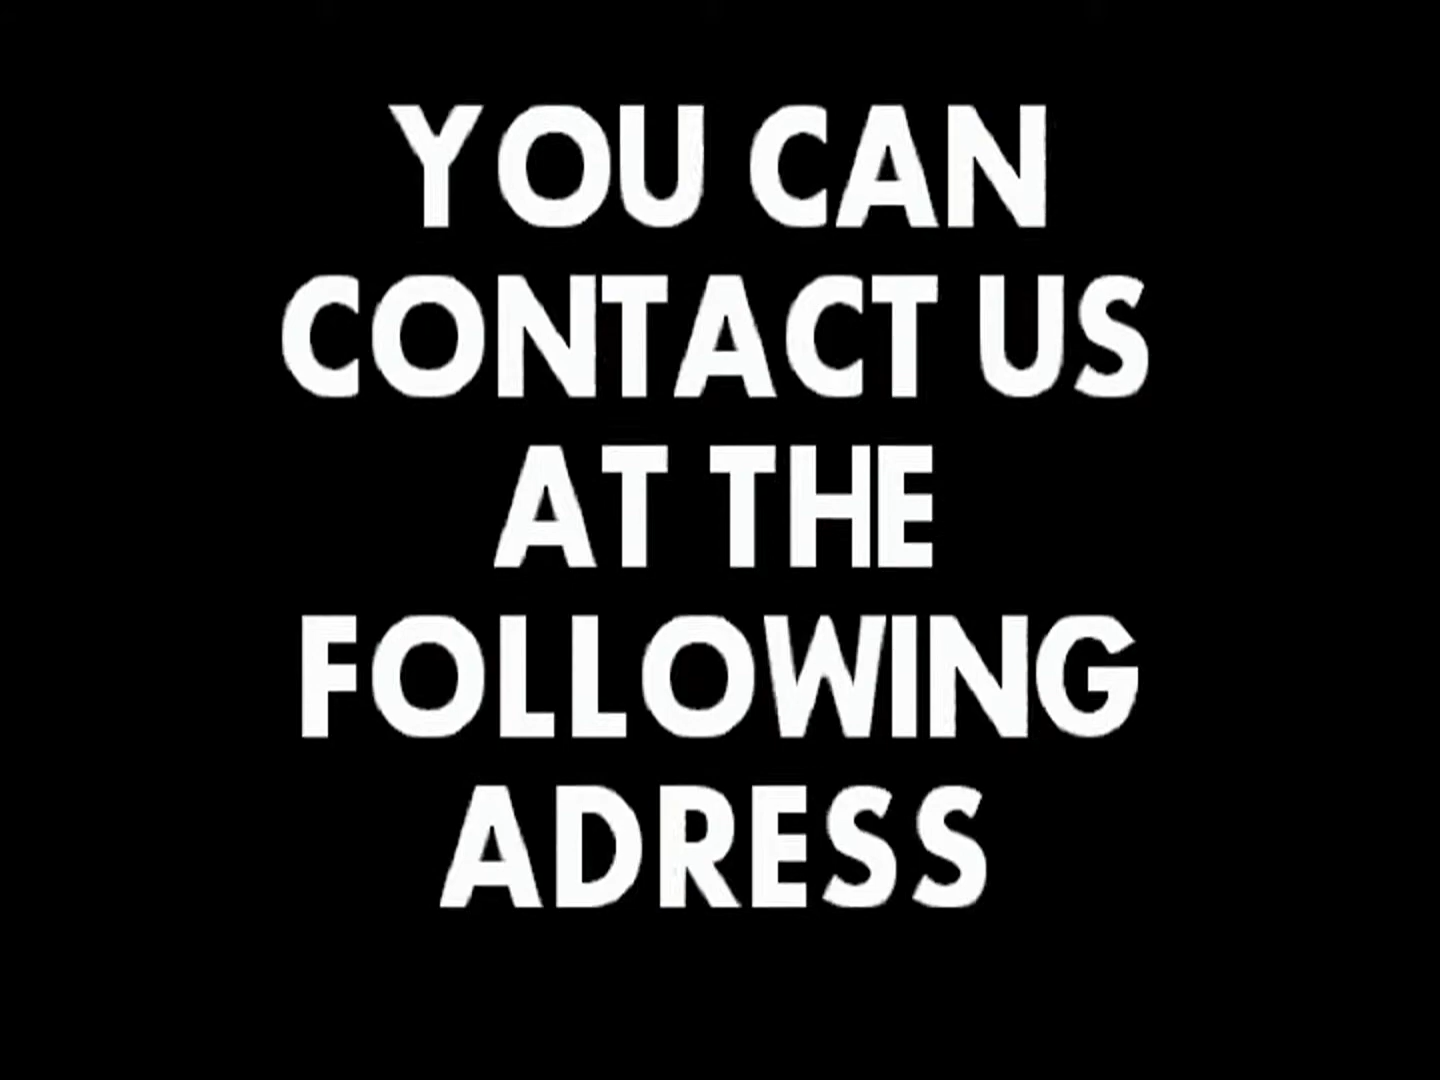 YOU CAN
CONTACT US
AT THE
FOLLOWING
ADRESS